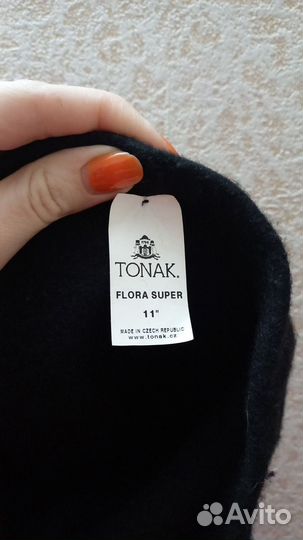 TONAK.
FLORA SUPER
11"
MADE IN CZECH REPUBLIC
www.tonak.cz
Avito